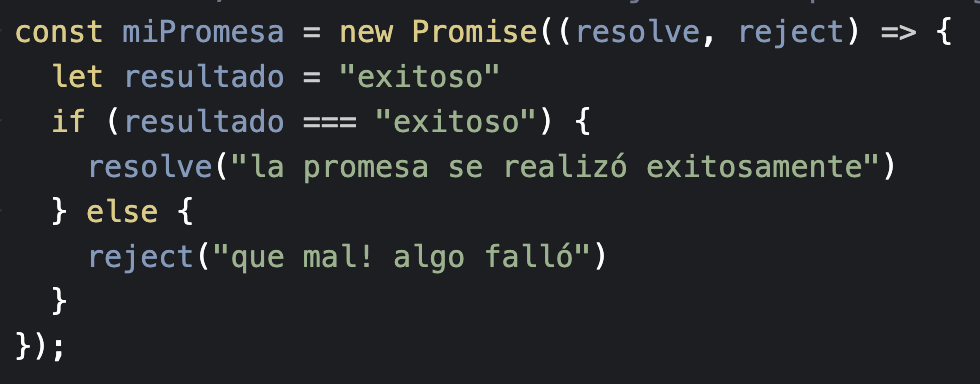 const miPromesa = new Promise((resolve, reject) => {
  let resultado = "exitoso"
  if (resultado === "exitoso") {
    resolve("la promesa se realizó exitosamente")
  } else {
    reject("que mal! algo falló")
  }
});